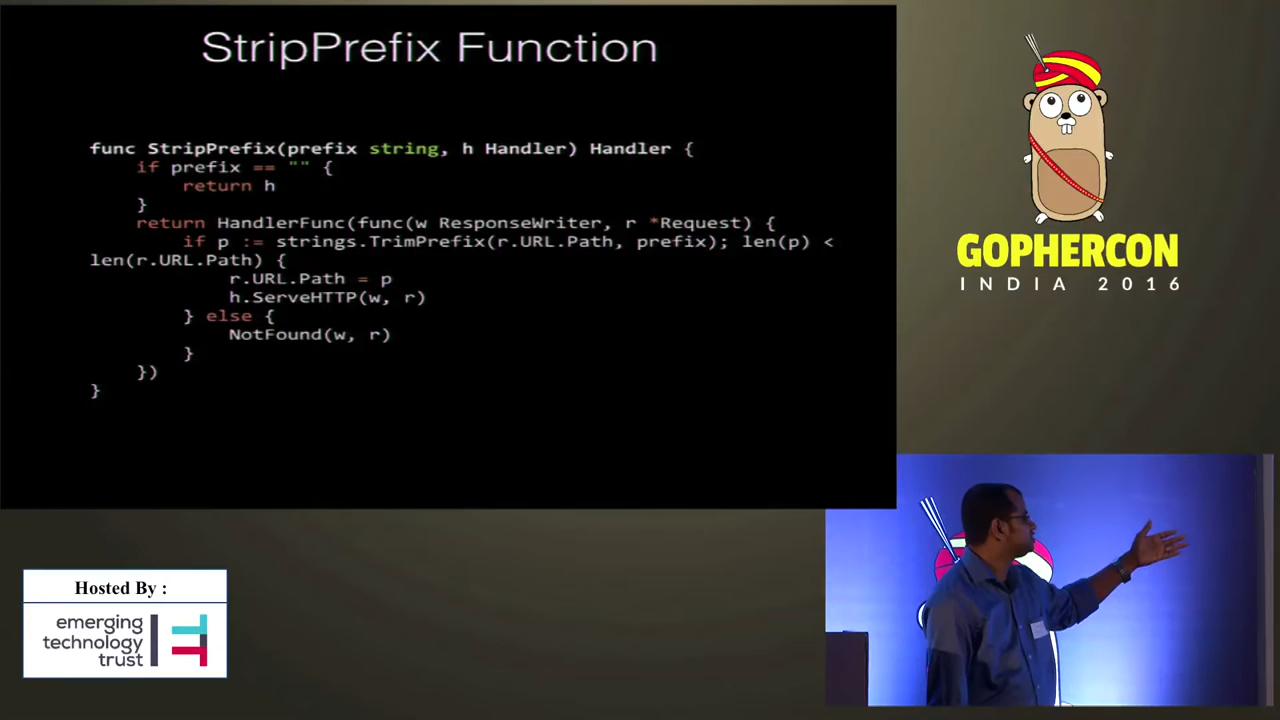 StripPrefix Function
func StripPrefix(prefix string, h Handler) Handler {
if prefix == "" {
return h
}
return HandlerFunc(func(w ResponseWriter, r *Request) {
if p := strings.TrimPrefix(r.URL.Path, prefix); len(p) <
len(r.URL.Path) {
r.URL.Path = p
h.ServeHTTP(w, r)
} else {
NotFound(w, r)
}
})
}
GOPHERCON
INDIA 2016
Hosted By :
emerging
technology
trust